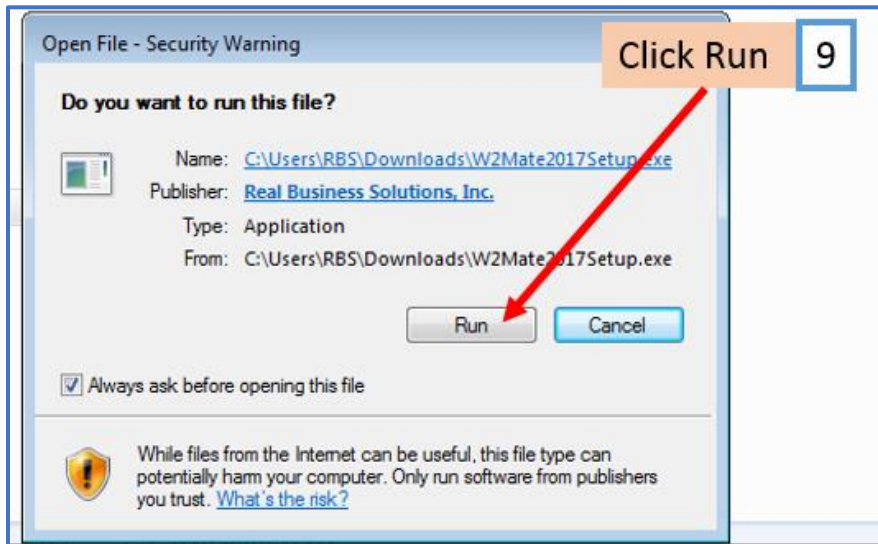 Open File - Security Warning
Click Run 9
Do you want to run this file?
Name: C:\Users\RBS\Downloads\W2Mate2017Setup.exe
Publisher: Real Business Solutions, Inc.
Type: Application
From: C:\Users\RBS\Downloads\W2Mate2017Setup.exe
Run Cancel
Always ask before opening this file
While files from the Internet can be useful, this file type can
potentially harm your computer. Only run software from publishers
you trust. What's the risk?